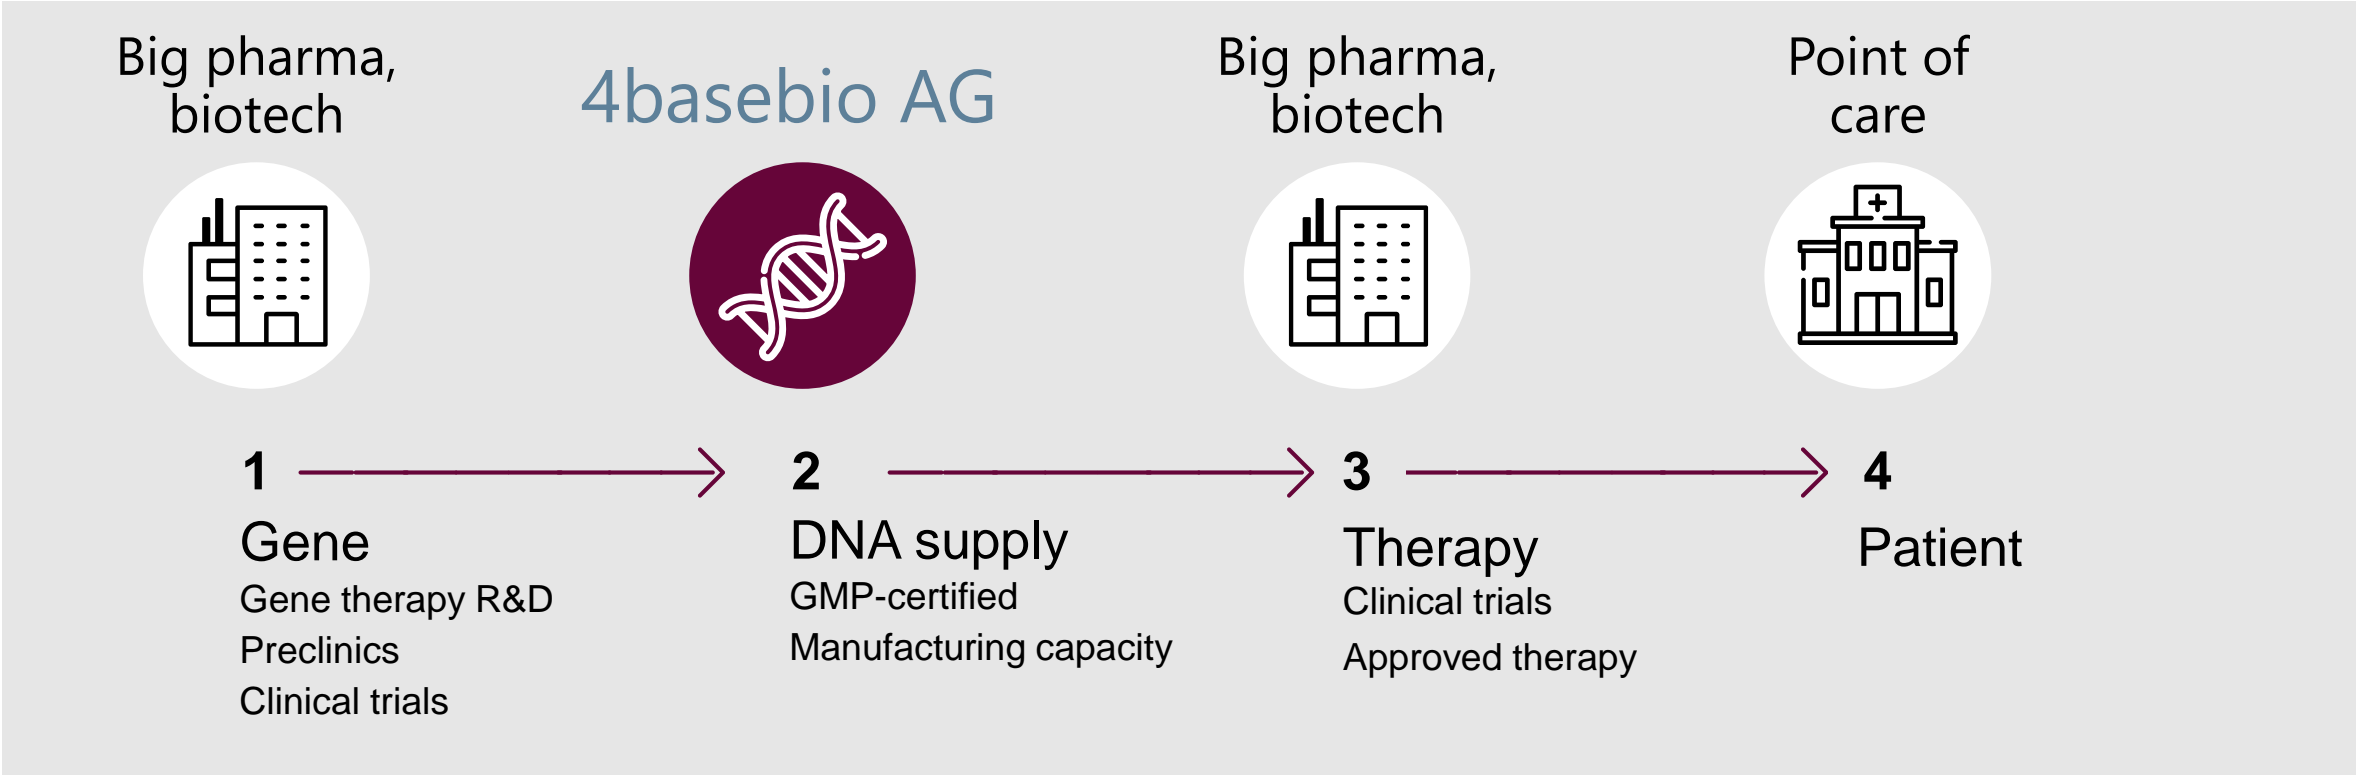 Big pharma,
biotech
4basebio AG
Big pharma,
biotech
Point of
care
1
2
3
4
Gene
Gene therapy R&D
Preclinics
Clinical trials
DNA supply
GMP-certified
Manufacturing capacity
Therapy
Clinical trials
Approved therapy
Patient